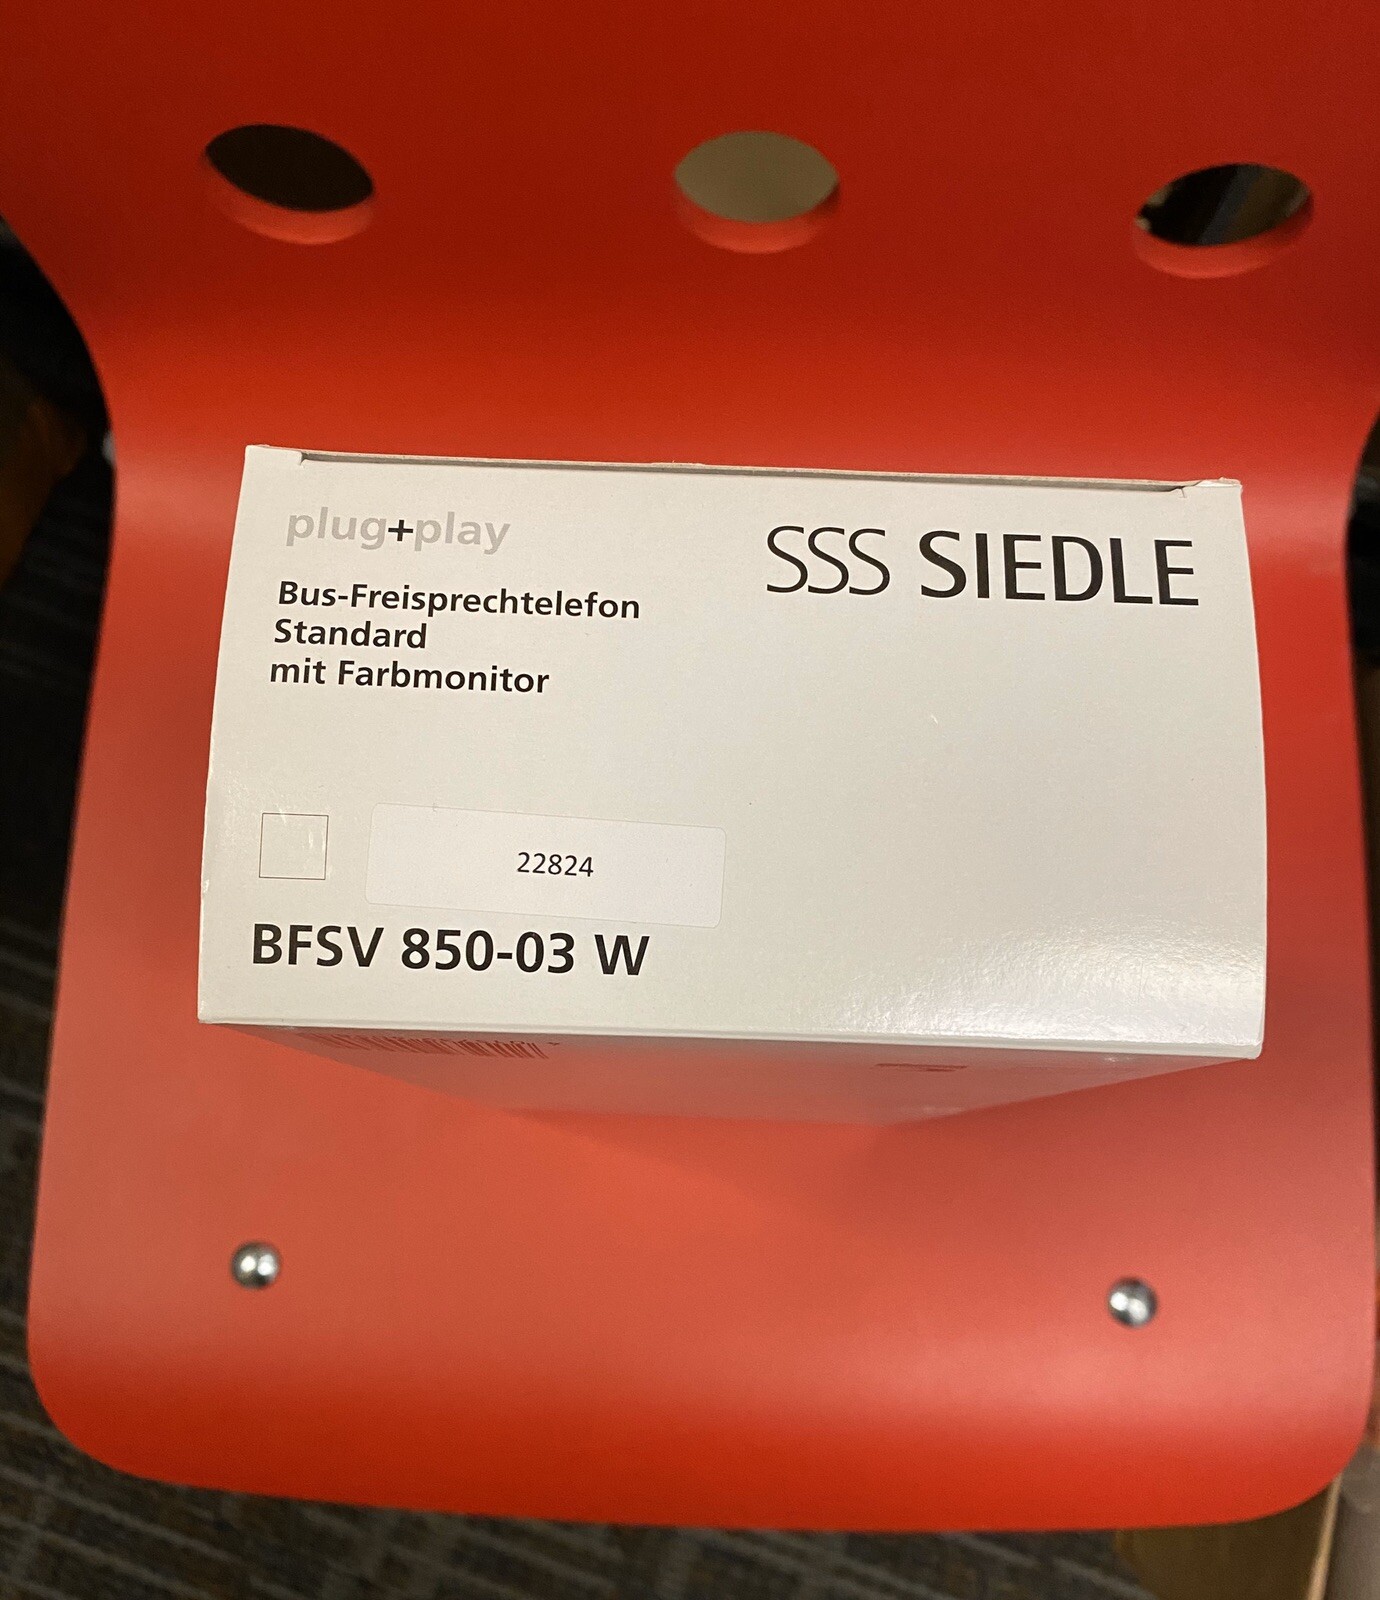 plug+play
SSS SIEDLE
Bus-Freisprechtelefon
Standard
mit Farbmonitor
22824
BFSV 850-03 W